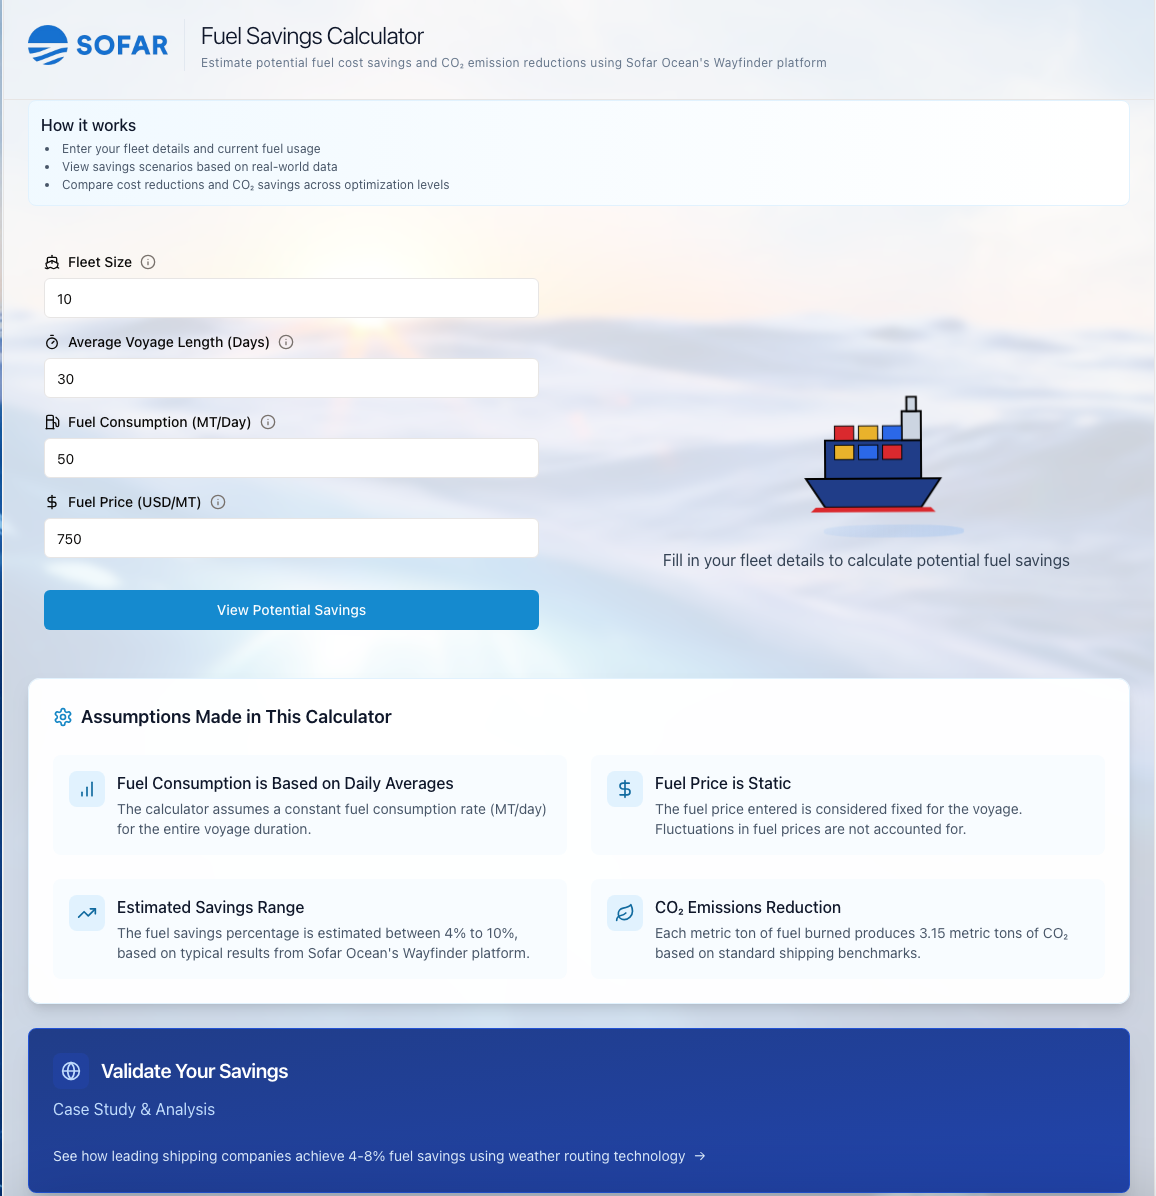 SOFAR
Fuel Savings Calculator
Estimate potential fuel cost savings and CO₂ emission reductions using Sofar Ocean's Wayfinder platform
How it works
• Enter your fleet details and current fuel usage
• View savings scenarios based on real-world data
• Compare cost reductions and CO₂ savings across optimization levels
Fleet Size
10
Average Voyage Length (Days)
30
Fuel Consumption (MT/Day)
50
Fuel Price (USD/MT)
750
View Potential Savings
Fill in your fleet details to calculate potential fuel savings
Assumptions Made in This Calculator
Fuel Consumption is Based on Daily Averages
The calculator assumes a constant fuel consumption rate (MT/day)
for the entire voyage duration.
Fuel Price is Static
The fuel price entered is considered fixed for the voyage.
Fluctuations in fuel prices are not accounted for.
Estimated Savings Range
The fuel savings percentage is estimated between 4% to 10%,
based on typical results from Sofar Ocean's Wayfinder platform.
CO₂ Emissions Reduction
Each metric ton of fuel burned produces 3.15 metric tons of CO₂
based on standard shipping benchmarks.
Validate Your Savings
Case Study & Analysis
See how leading shipping companies achieve 4-8% fuel savings using weather routing technology →